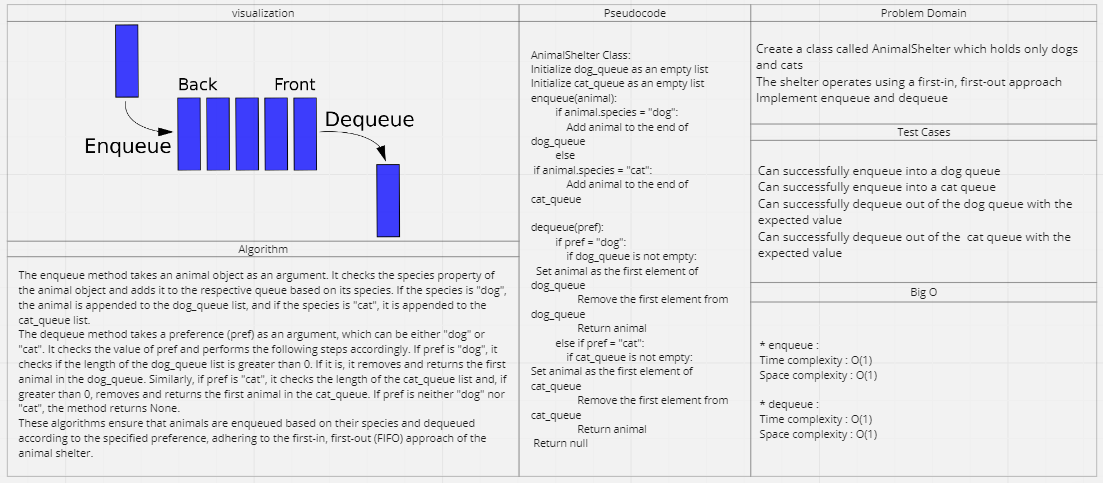 visualization
Back
Front
Enqueue
Dequeue
Algorithm
The enqueue method takes an animal object as an argument. It checks the species property of
the animal object and adds it to the respective queue based on its species. If the species is "dog",
the animal is appended to the dog_queue list, and if the species is "cat", it is appended to the
cat_queue list.
The dequeue method takes a preference (pref) as an argument, which can be either "dog" or
"cat". It checks the value of pref and performs the following steps accordingly. If pref is "dog", it
checks if the length of the dog_queue list is greater than 0. If it is, it removes and returns the first
animal in the dog_queue. Similarly, if pref is "cat", it checks the length of the cat_queue list and, if
greater than 0, removes and returns the first animal in the cat_queue. If pref is neither "dog" nor
"cat", the method returns None.
These algorithms ensure that animals are enqueued based on their species and dequeued
according to the specified preference, adhering to the first-in, first-out (FIFO) approach of the
animal shelter.
Pseudocode
AnimalShelter Class:
Initialize dog_queue as an empty list
Initialize cat_queue as an empty list
enqueue(animal):
if animal.species = "dog":
Add animal to the end of
dog_queue
else
if animal.species = "cat":
Add animal to the end of
cat_queue
dequeue(pref):
if pref = "dog":
if dog_queue is not empty:
Set animal as the first element of
dog_queue
Remove the first element from
dog_queue
Return animal
else if pref = "cat":
if cat_queue is not empty:
Set animal as the first element of
cat_queue
Remove the first element from
cat_queue
Return animal
Return null
Problem Domain
Create a class called AnimalShelter which holds only dogs
and cats
The shelter operates using a first-in, first-out approach
Implement enqueue and dequeue
Test Cases
Can successfully enqueue into a dog queue
Can successfully enqueue into a cat queue
Can successfully dequeue out of the dog queue with the
expected value
Can successfully dequeue out of the  cat queue with the
expected value
Big O
* enqueue :
Time complexity : O(1)
Space complexity : O(1)
* dequeue :
Time complexity : O(1)
Space complexity : O(1)